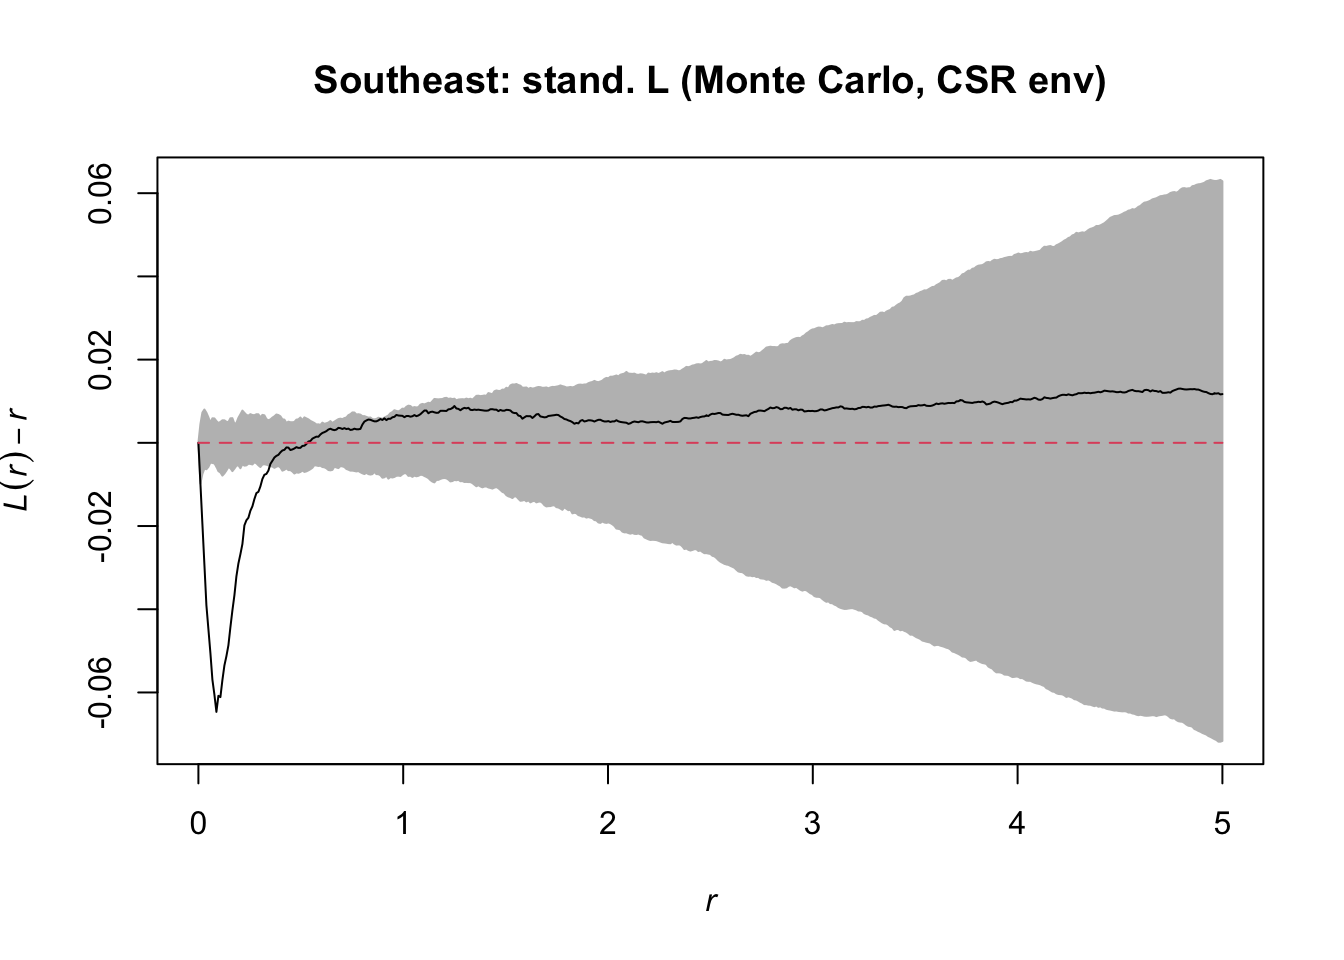 Southeast: stand. L (Monte Carlo, CSR env)
L(r) − r
0.06
0.02
-0.02
-0.06
0 1 2 3 4 5
r